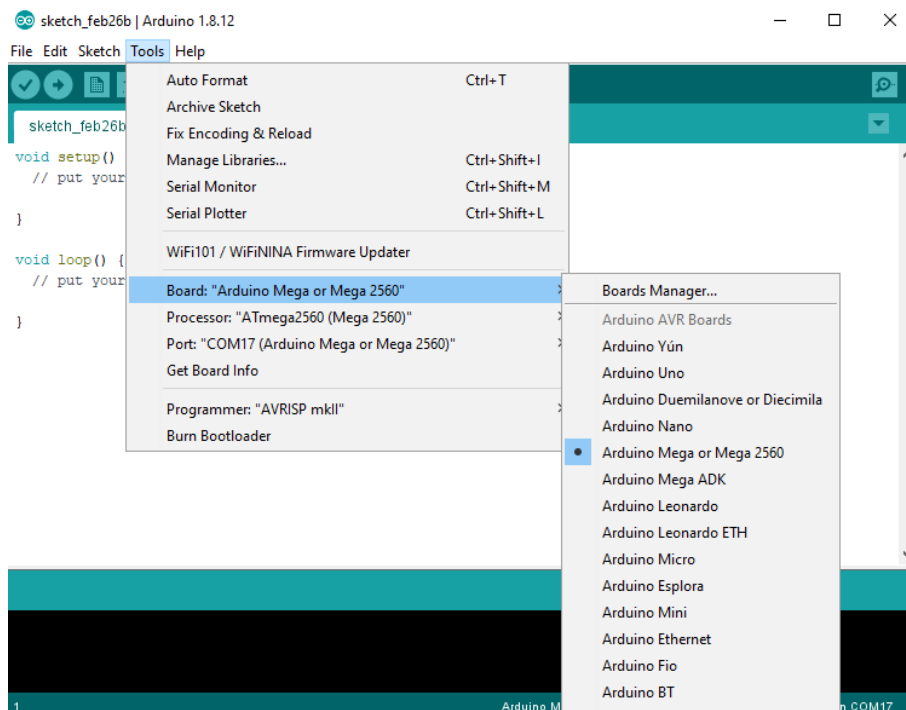 sketch_feb26b | Arduino 1.8.12
File Edit Sketch Tools Help
sketch_feb26b
void setup()
// put your
}
void loop() {
// put your
}
Auto Format Ctrl+T
Archive Sketch
Fix Encoding & Reload
Manage Libraries... Ctrl+Shift+I
Serial Monitor Ctrl+Shift+M
Serial Plotter Ctrl+Shift+L
WiFi101 / WiFiNINA Firmware Updater
Board: "Arduino Mega or Mega 2560"
Processor: "ATmega2560 (Mega 2560)"
Port: "COM17 (Arduino Mega or Mega 2560)"
Get Board Info
Programmer: "AVRISP mkII"
Burn Bootloader
Boards Manager...
Arduino AVR Boards
Arduino Yún
Arduino Uno
Arduino Duemilanove or Diecimila
Arduino Nano
Arduino Mega or Mega 2560
Arduino Mega ADK
Arduino Leonardo
Arduino Leonardo ETH
Arduino Micro
Arduino Esplora
Arduino Mini
Arduino Ethernet
Arduino Fio
Arduino BT
1 Arduino M n COM17